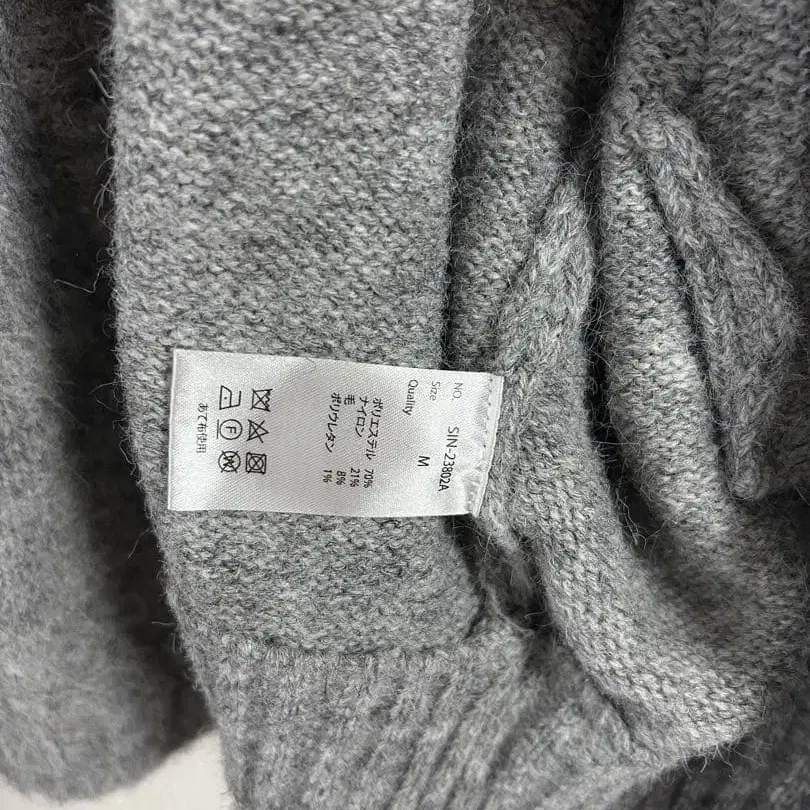 NO. SIN-23802A
Size M
Quality
ポリエステル 70%
ナイロン 21%
毛 8%
ポリウレタン 1%
あて布使用